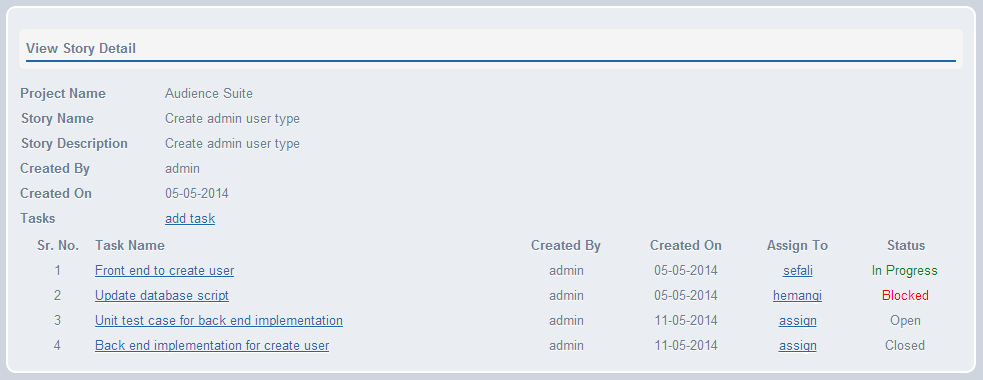 View Story Detail
Project Name Audience Suite
Story Name Create admin user type
Story Description Create admin user type
Created By admin
Created On 05-05-2014
Tasks add task
Sr. No. Task Name Created By Created On Assign To Status
1 Front end to create user admin 05-05-2014 sefali In Progress
2 Update database script admin 05-05-2014 hemangi Blocked
3 Unit test case for back end implementation admin 11-05-2014 assign Open
4 Back end implementation for create user admin 11-05-2014 assign Closed